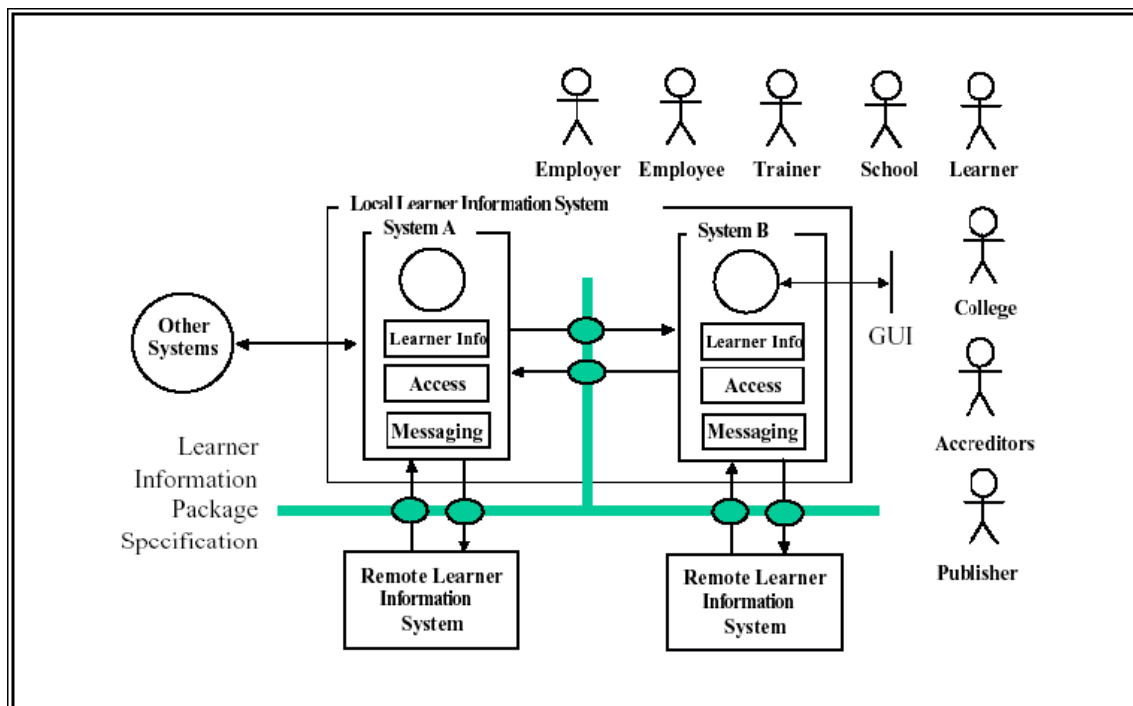 Employer Employee Trainer School Learner
Local Learner Information System
System A
System B
Other
Systems
Learner Info
Access
Messaging
Learner Info
Access
Messaging
GUI
College
Accreditors
Publisher
Learner
Information
Package
Specification
Remote Learner
Information
System
Remote Learner
Information
System